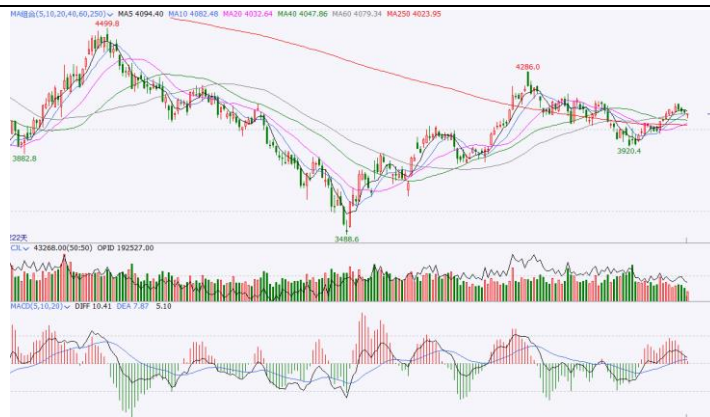 MA组合(5,10,20,40,60,250) MA5 4094.40 MA10 4082.48 MA20 4032.64 MA40 4047.86 MA60 4079.34 MA250 4023.95
4499.8
4286.0
3882.8
3920.4
3488.6
222天
CJL 43268.00(50:50) OPID 192527.00
MACD(5,10,20) DIFF 10.41 DEA 7.87 5.10